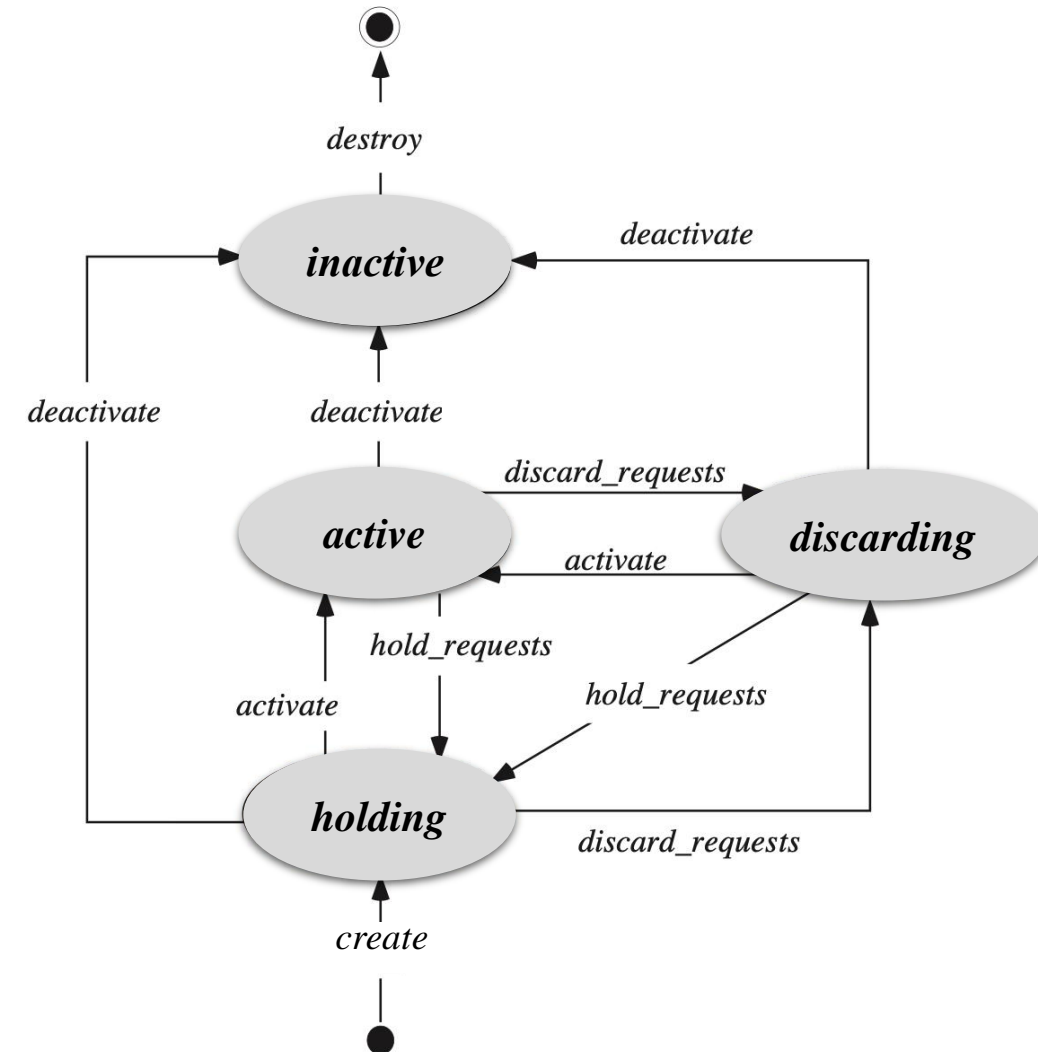 destroy
inactive
deactivate
deactivate
deactivate
discard_requests
active
discarding
activate
hold_requests
hold_requests
activate
holding
discard_requests
create